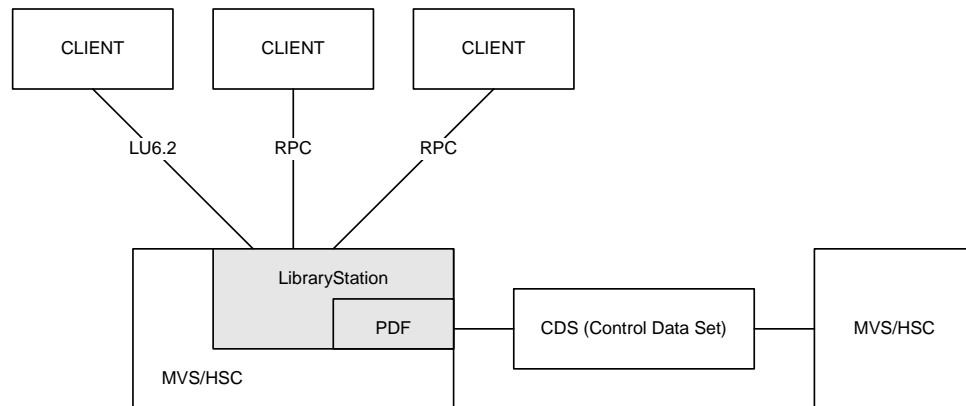 CLIENT
CLIENT
CLIENT
LU6.2
RPC
RPC
LibraryStation
PDF
CDS (Control Data Set)
MVS/HSC
MVS/HSC